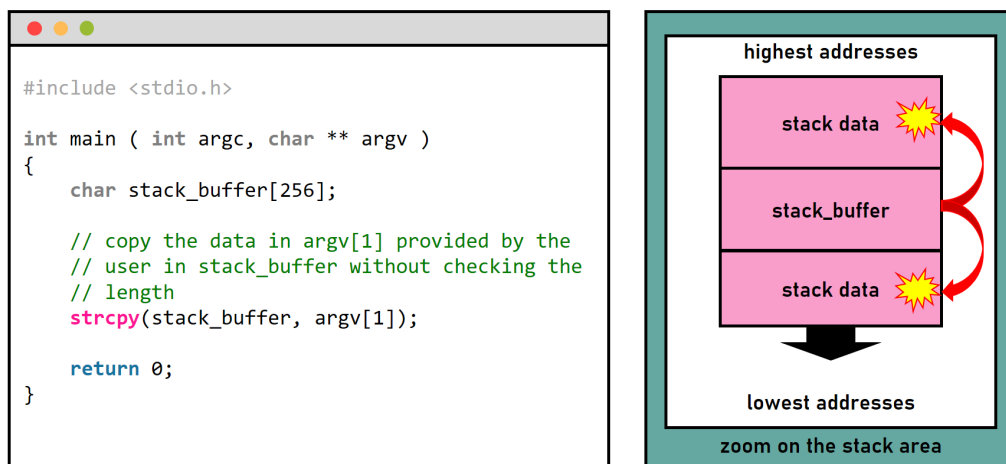 #include <stdio.h>
int main ( int argc, char ** argv )
{
    char stack_buffer[256];
    // copy the data in argv[1] provided by the
    // user in stack_buffer without checking the
    // length
    strcpy(stack_buffer, argv[1]);
    return 0;
}
highest addresses
stack data
stack_buffer
stack data
lowest addresses
zoom on the stack area